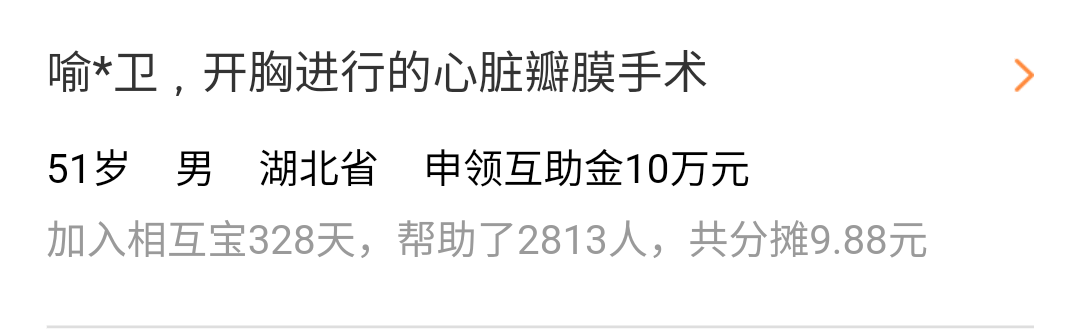 喻*卫，开胸进行的心脏瓣膜手术
51岁 男 湖北省 申领互助金10万元
加入相互宝328天，帮助了2813人，共分摊9.88元